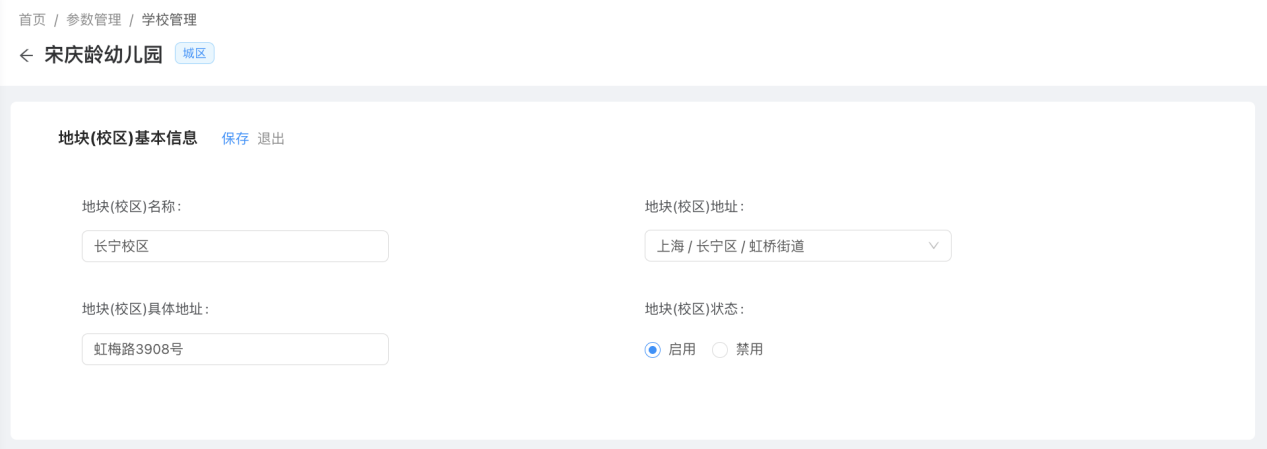 首页 / 参数管理 / 学校管理
← 宋庆龄幼儿园 城区
地块(校区)基本信息 保存 退出
地块(校区)名称: 地块(校区)地址:
长宁校区 上海 / 长宁区 / 虹桥街道
地块(校区)具体地址: 地块(校区)状态:
虹梅路3908号 启用 禁用